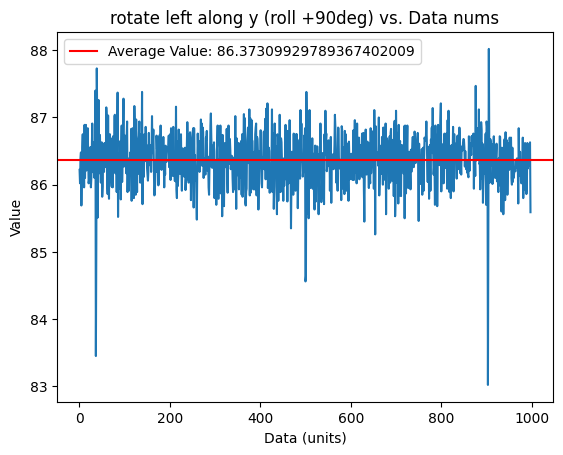 rotate left along y (roll +90deg) vs. Data nums
Average Value: 86.37309929789367402009
88
87
86
85
84
83
Value
0 200 400 600 800 1000
Data (units)